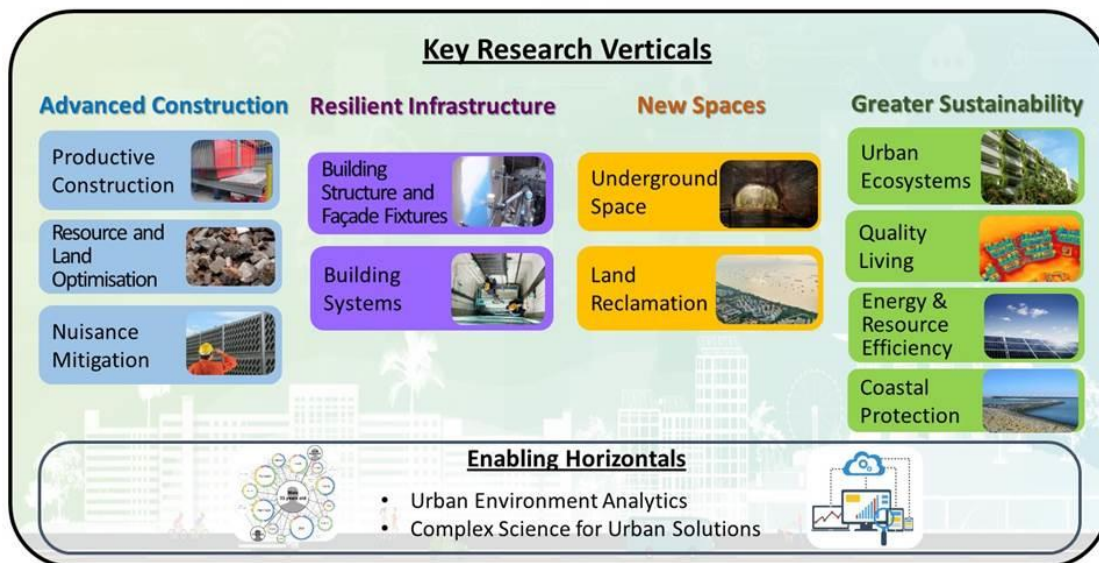 Key Research Verticals
Advanced Construction
Productive
Construction
Resource and
Land
Optimisation
Nuisance
Mitigation
Resilient Infrastructure
Building
Structure and
Façade Fixtures
Building
Systems
New Spaces
Underground
Space
Land
Reclamation
Greater Sustainability
Urban
Ecosystems
Quality
Living
Energy &
Resource
Efficiency
Coastal
Protection
Enabling Horizontals
• Urban Environment Analytics
• Complex Science for Urban Solutions